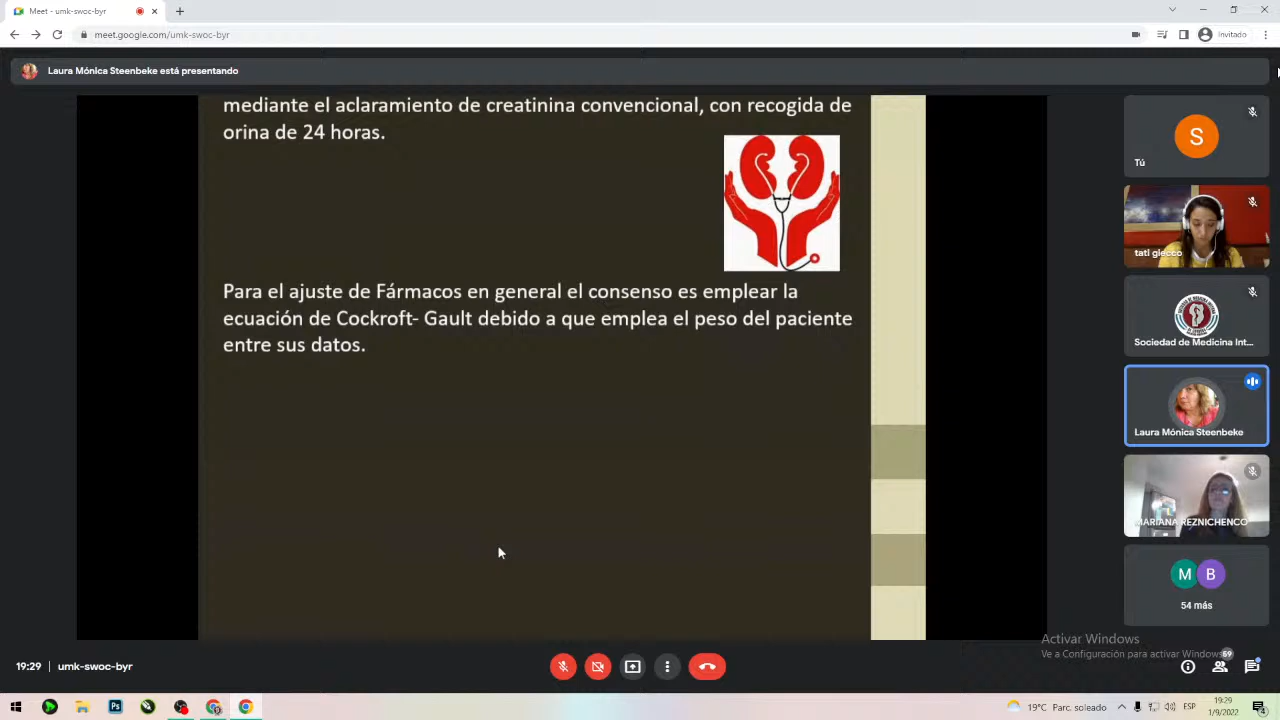 Meet - umk-swoc-byr
meet.google.com/umk-swoc-byr
Invitado
Laura Mónica Steenbeke está presentando
mediante el aclaramiento de creatinina convencional, con recogida de
orina de 24 horas.
Para el ajuste de Fármacos en general el consenso es emplear la
ecuación de Cockroft- Gault debido a que emplea el peso del paciente
entre sus datos.
S
Tú
tati giecco
Sociedad de Medicina Int...
Laura Mónica Steenbeke
MARIANA REZNICHENCO
M B
54 más
Activar Windows
Ve a Configuración para activar Windows.
59
19:29 | umk-swoc-byr
19°C Parc. soleado
ESP
19:29
1/9/2022
4